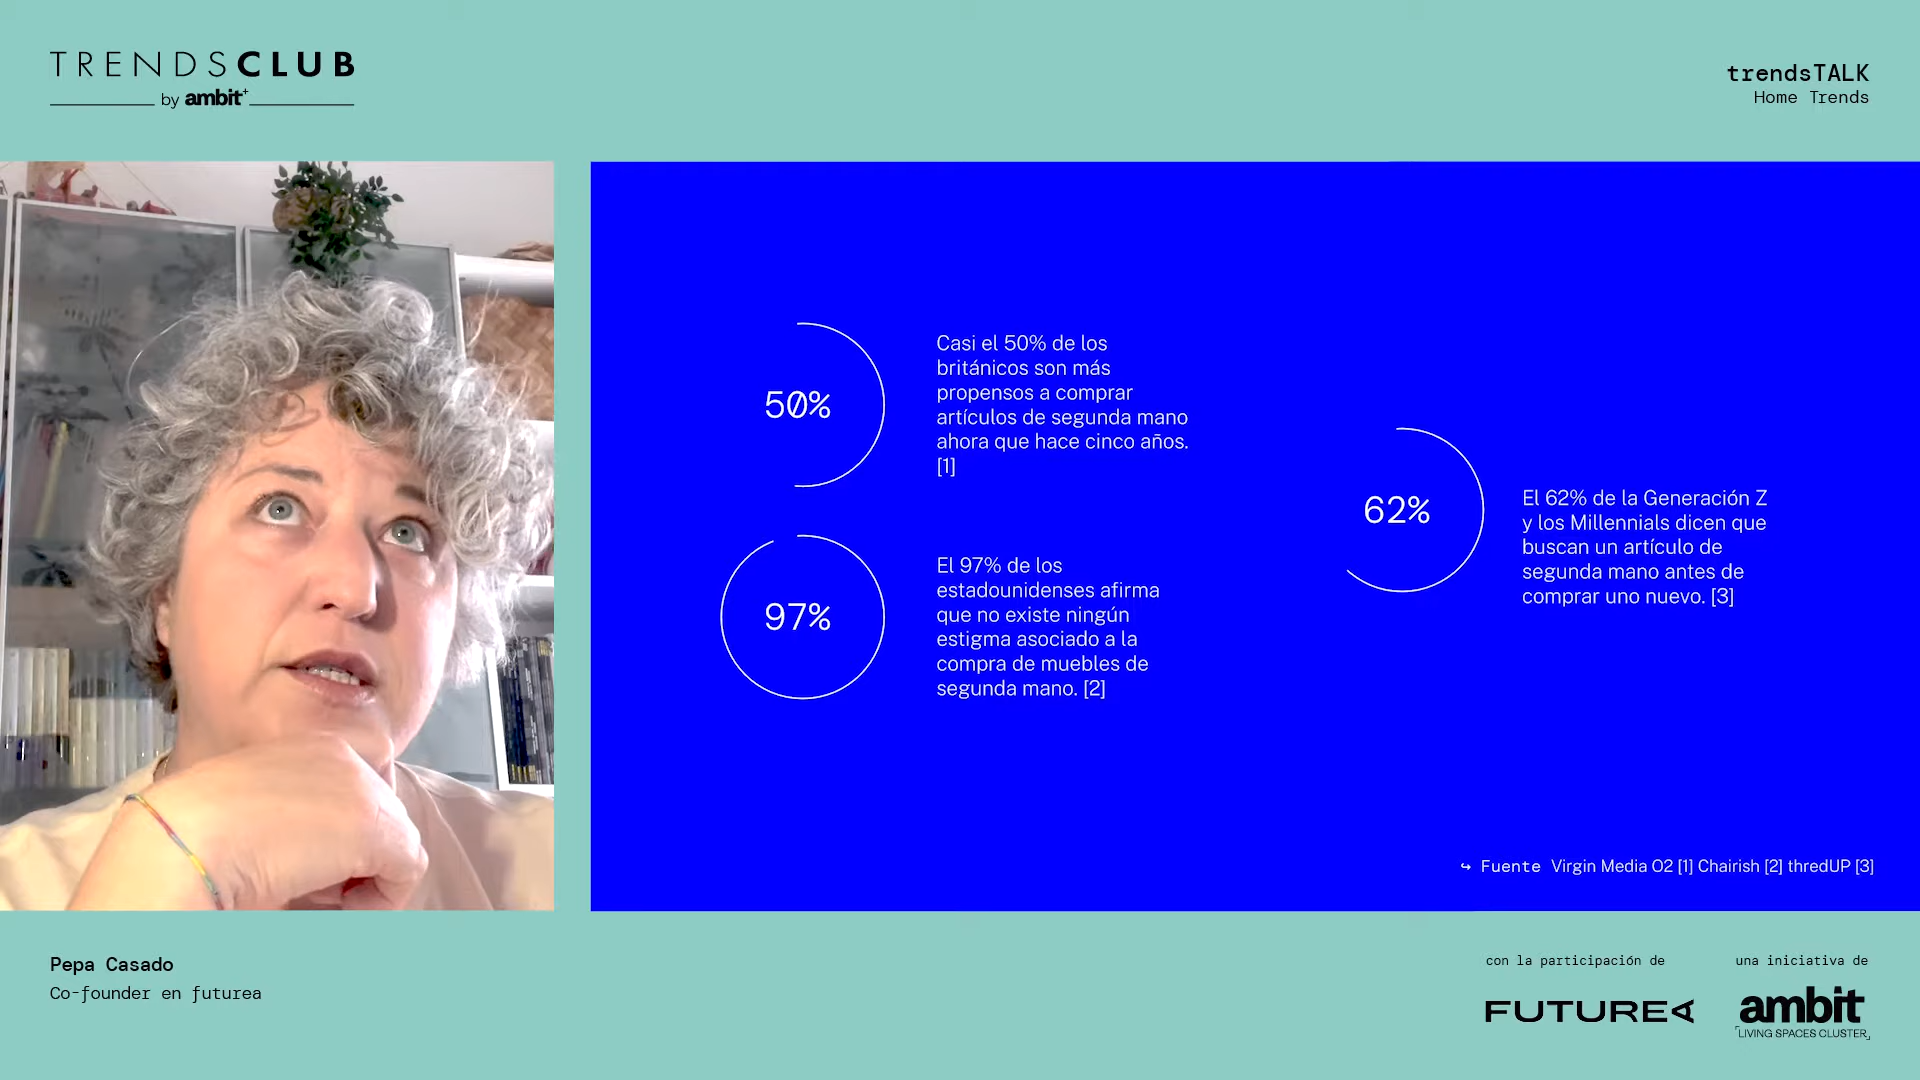 TRENDSCLUB
by ambit+
trendsTALK
Home Trends
50%
Casi el 50% de los
británicos son más
propensos a comprar
artículos de segunda mano
ahora que hace cinco años.
[1]
97%
El 97% de los
estadounidenses afirma
que no existe ningún
estigma asociado a la
compra de muebles de
segunda mano. [2]
62%
El 62% de la Generación Z
y los Millennials dicen que
buscan un artículo de
segunda mano antes de
comprar uno nuevo. [3]
↪ Fuente Virgin Media O2 [1] Chairish [2] thredUP [3]
Pepa Casado
Co-founder en futurea
con la participación de
FUTUREA
una iniciativa de
ambit
LIVING SPACES CLUSTER